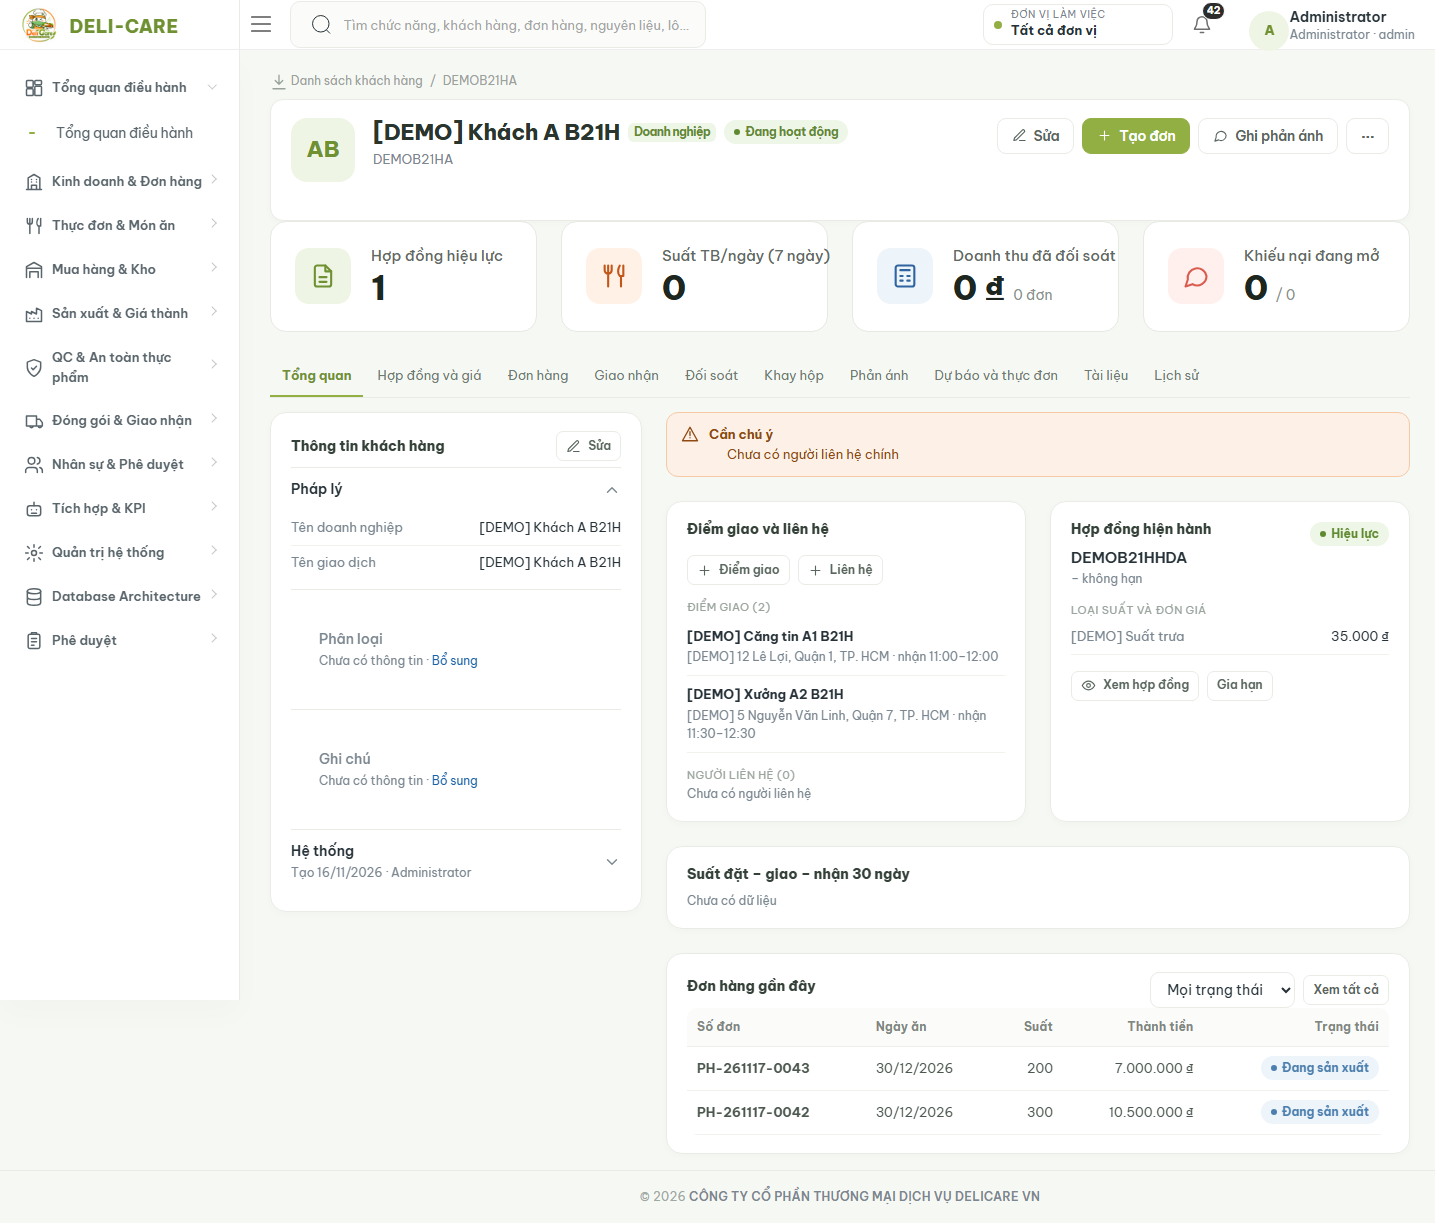 DELI-CARE
Tìm chức năng, khách hàng, đơn hàng, nguyên liệu, lô...
ĐƠN VỊ LÀM VIỆC
Tất cả đơn vị
42
A
Administrator
Administrator · admin
Tổng quan điều hành
Tổng quan điều hành
Kinh doanh & Đơn hàng
Thực đơn & Món ăn
Mua hàng & Kho
Sản xuất & Giá thành
QC & An toàn thực
phẩm
Đóng gói & Giao nhận
Nhân sự & Phê duyệt
Tích hợp & KPI
Quản trị hệ thống
Database Architecture
Phê duyệt
Danh sách khách hàng / DEMOB21HA
AB
[DEMO] Khách A B21H Doanh nghiệp Đang hoạt động
DEMOB21HA
Sửa
Tạo đơn
Ghi phản ánh
...
Hợp đồng hiệu lực
1
Suất TB/ngày (7 ngày)
0
Doanh thu đã đối soát
0 đ 0 đơn
Khiếu nại đang mở
0 / 0
Tổng quan Hợp đồng và giá Đơn hàng Giao nhận Đối soát Khay hộp Phản ánh Dự báo và thực đơn Tài liệu Lịch sử
Thông tin khách hàng
Sửa
Pháp lý
Tên doanh nghiệp [DEMO] Khách A B21H
Tên giao dịch [DEMO] Khách A B21H
Phân loại
Chưa có thông tin · Bổ sung
Ghi chú
Chưa có thông tin · Bổ sung
Hệ thống
Tạo 16/11/2026 · Administrator
Cần chú ý
Chưa có người liên hệ chính
Điểm giao và liên hệ
Điểm giao
Liên hệ
ĐIỂM GIAO (2)
[DEMO] Căng tin A1 B21H
[DEMO] 12 Lê Lợi, Quận 1, TP. HCM · nhận 11:00–12:00
[DEMO] Xưởng A2 B21H
[DEMO] 5 Nguyễn Văn Linh, Quận 7, TP. HCM · nhận
11:30–12:30
NGƯỜI LIÊN HỆ (0)
Chưa có người liên hệ
Hợp đồng hiện hành
Hiệu lực
DEMOB21HHDA
– không hạn
LOẠI SUẤT VÀ ĐƠN GIÁ
[DEMO] Suất trưa 35.000 đ
Xem hợp đồng
Gia hạn
Suất đặt – giao – nhận 30 ngày
Chưa có dữ liệu
Đơn hàng gần đây
Mọi trạng thái
Xem tất cả
Số đơn Ngày ăn Suất Thành tiền Trạng thái
PH-261117-0043 30/12/2026 200 7.000.000 đ Đang sản xuất
PH-261117-0042 30/12/2026 300 10.500.000 đ Đang sản xuất
© 2026 CÔNG TY CỔ PHẦN THƯƠNG MẠI DỊCH VỤ DELICARE VN